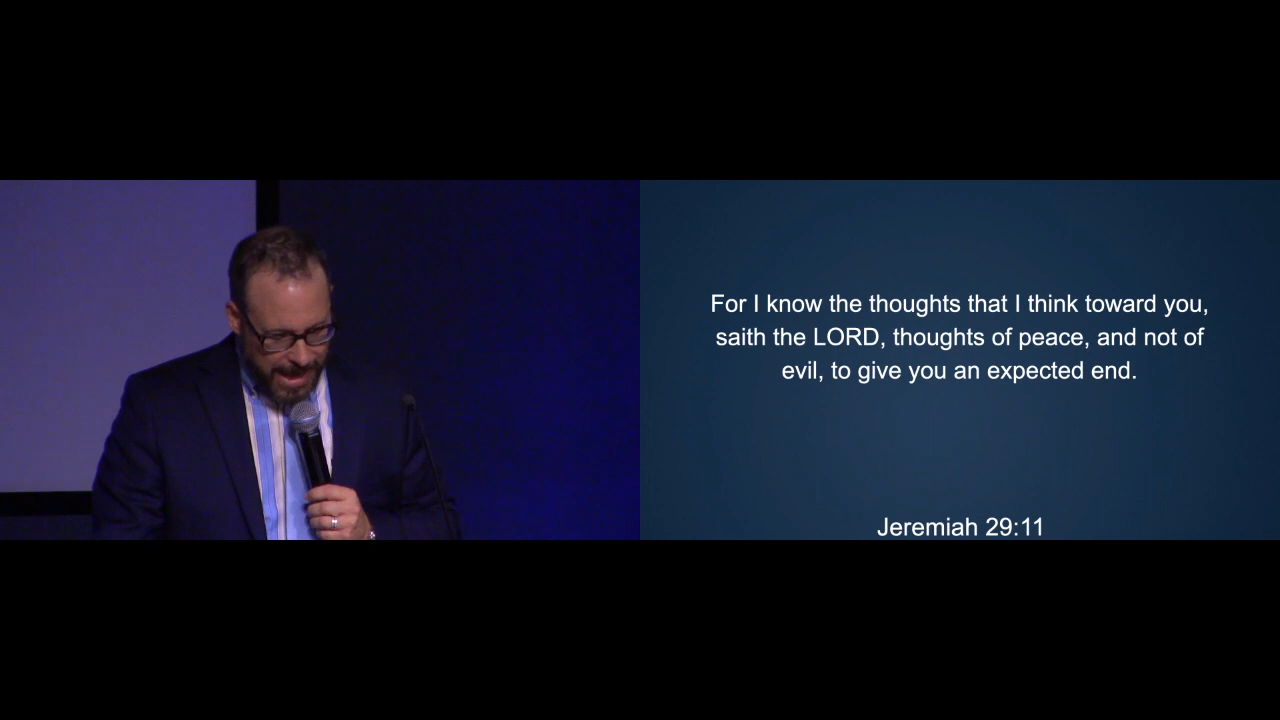 For I know the thoughts that I think toward you,
saith the LORD, thoughts of peace, and not of
evil, to give you an expected end.
Jeremiah 29:11